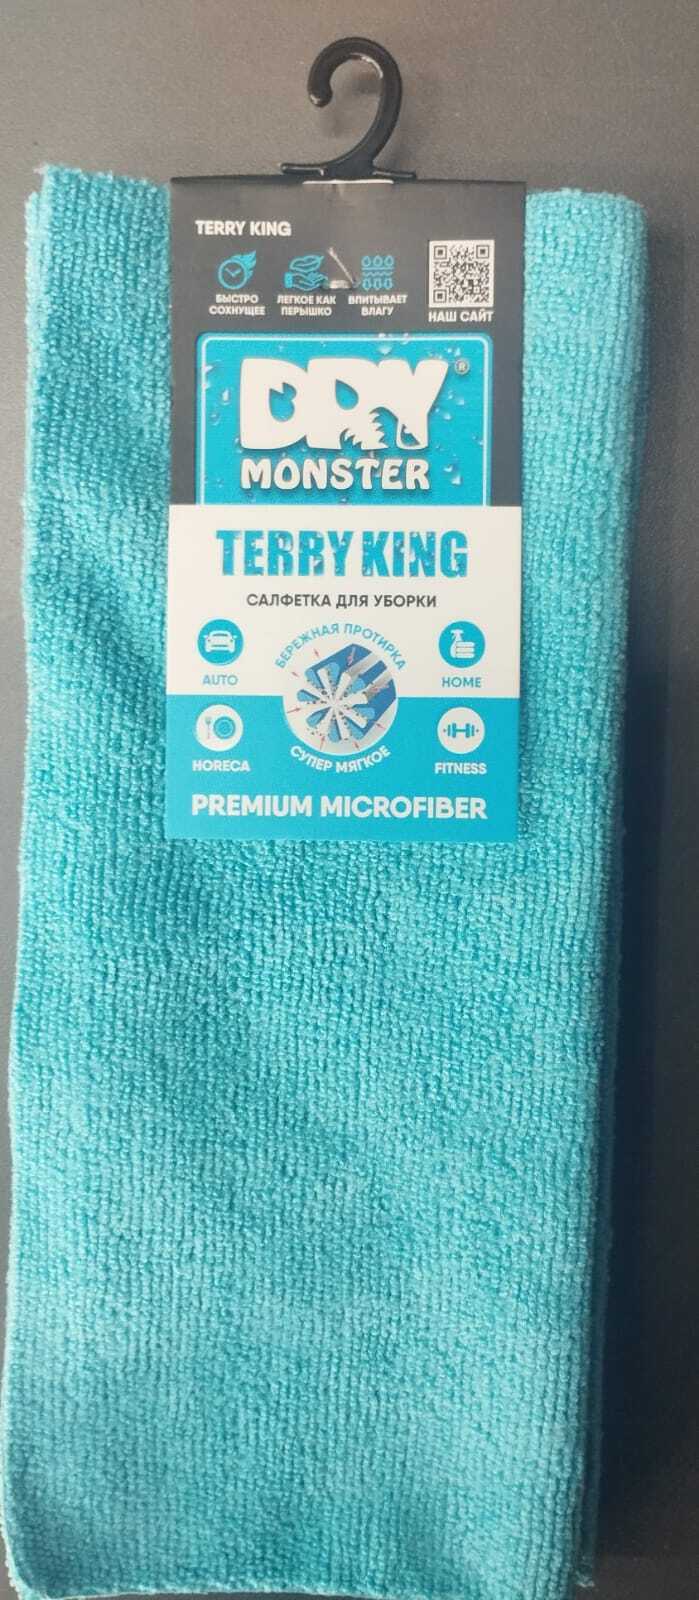 TERRY KING
БЫСТРО
СОХНУЩЕЕ
ЛЕГКОЕ КАК
ПЕРЫШКО
ВПИТЫВАЕТ
ВЛАГУ
НАШ САЙТ
DRY
®
MONSTER
TERRY KING
САЛФЕТКА ДЛЯ УБОРКИ
БЕРЕЖНАЯ ПРОТИРКА
AUTO
HOME
СУПЕР МЯГКОЕ
HORECA
FITNESS
PREMIUM MICROFIBER